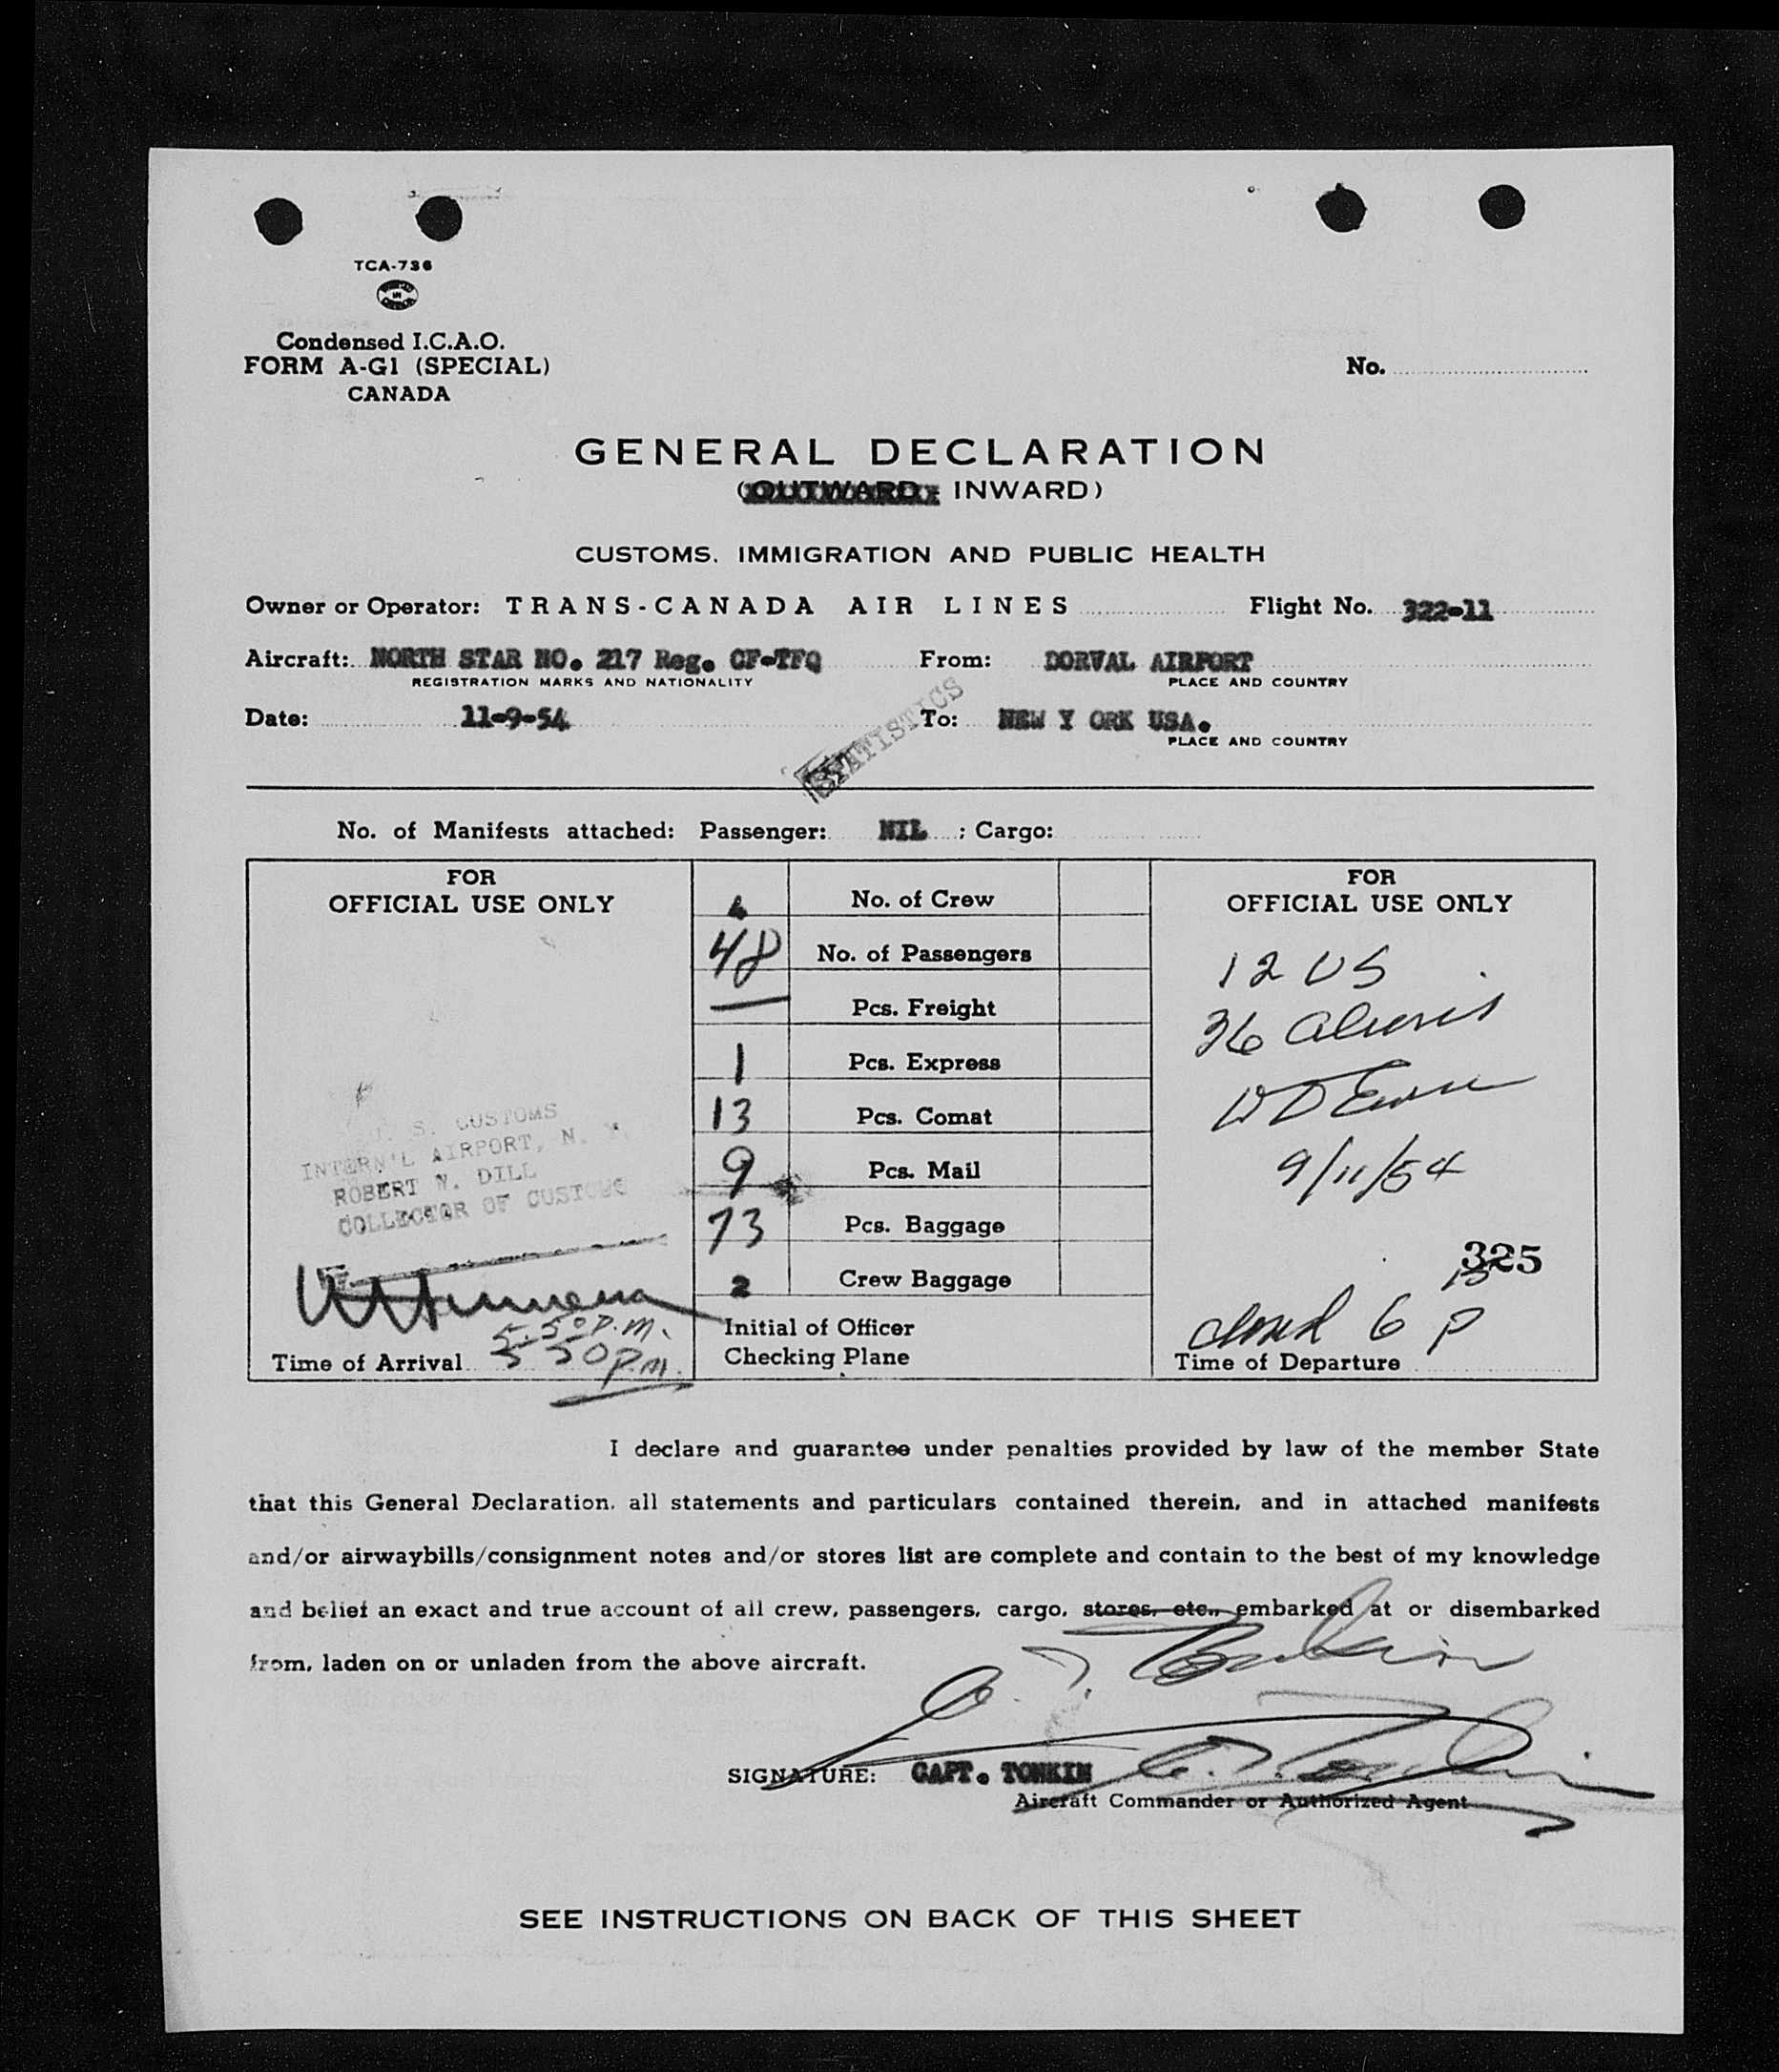 TCA-736
Condensed I.C.A.O.
FORM A-G1 (SPECIAL)
CANADA
No.
GENERAL DECLARATION
(OUTWARD INWARD)
CUSTOMS, IMMIGRATION AND PUBLIC HEALTH
Owner or Operator: TRANS-CANADA AIR LINES Flight No. 322-11
Aircraft: NORTH STAR NO. 217 Reg. CF-TFQ From: DORVAL AIRPORT
REGISTRATION MARKS AND NATIONALITY PLACE AND COUNTRY
Date: 11-9-54 To: NEW Y ORK USA.
PLACE AND COUNTRY
STATISTICS
No. of Manifests attached: Passenger: NIL ; Cargo:
FOR
OFFICIAL USE ONLY
S. CUSTOMS
INTERN'L AIRPORT, N. Y.
ROBERT W. DILL
COLLECTOR OF CUSTOMS
5.50 P.M.
Time of Arrival 5 50 P.M.
No. of Crew
48 No. of Passengers
— Pcs. Freight
1 Pcs. Express
13 Pcs. Comat
9 Pcs. Mail
73 Pcs. Baggage
2 Crew Baggage
Initial of Officer
Checking Plane
FOR
OFFICIAL USE ONLY
12 US
36 aliens
9/11/54
325
6 P
Time of Departure
I declare and guarantee under penalties provided by law of the member State
that this General Declaration, all statements and particulars contained therein, and in attached manifests
and/or airwaybills/consignment notes and/or stores list are complete and contain to the best of my knowledge
and belief an exact and true account of all crew, passengers, cargo, stores, etc., embarked at or disembarked
from, laden on or unladen from the above aircraft.
SIGNATURE: CAPT. TONKIN
Aircraft Commander or Authorized Agent
SEE INSTRUCTIONS ON BACK OF THIS SHEET